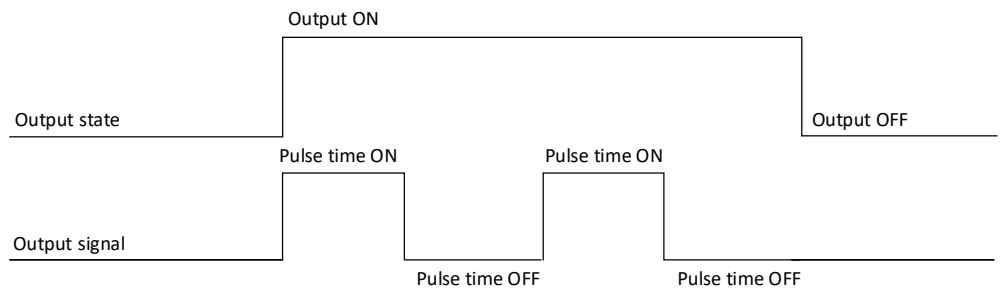 Output ON
Output state
Output OFF
Pulse time ON
Pulse time ON
Output signal
Pulse time OFF
Pulse time OFF